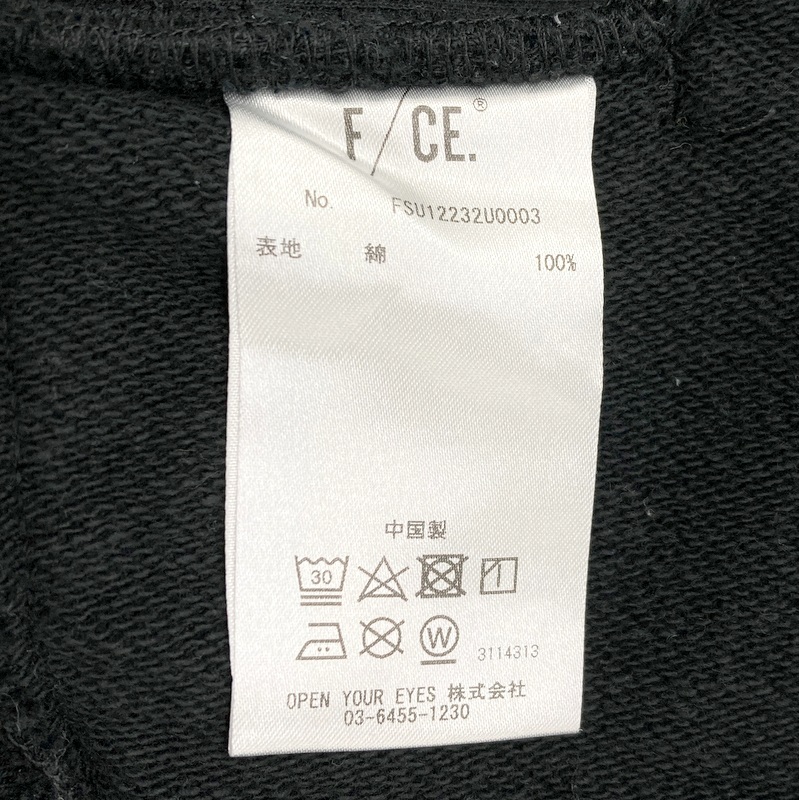 F/CE.®
No. FSU12232U0003
表地 綿 100%
中国製
30
W 3114313
OPEN YOUR EYES 株式会社
03-6455-1230